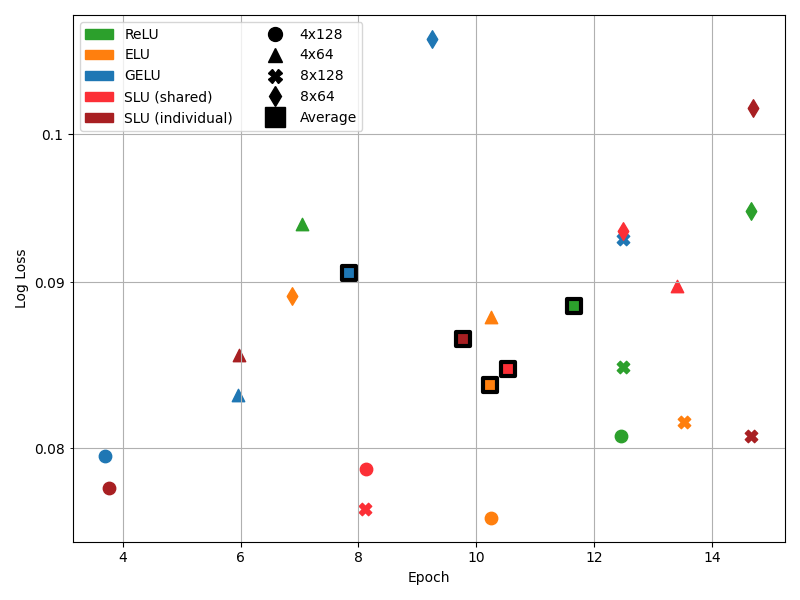 ReLU
ELU
GELU
SLU (shared)
SLU (individual)
4x128
4x64
8x128
8x64
Average
0.1
0.09
0.08
Log Loss
4 6 8 10 12 14
Epoch